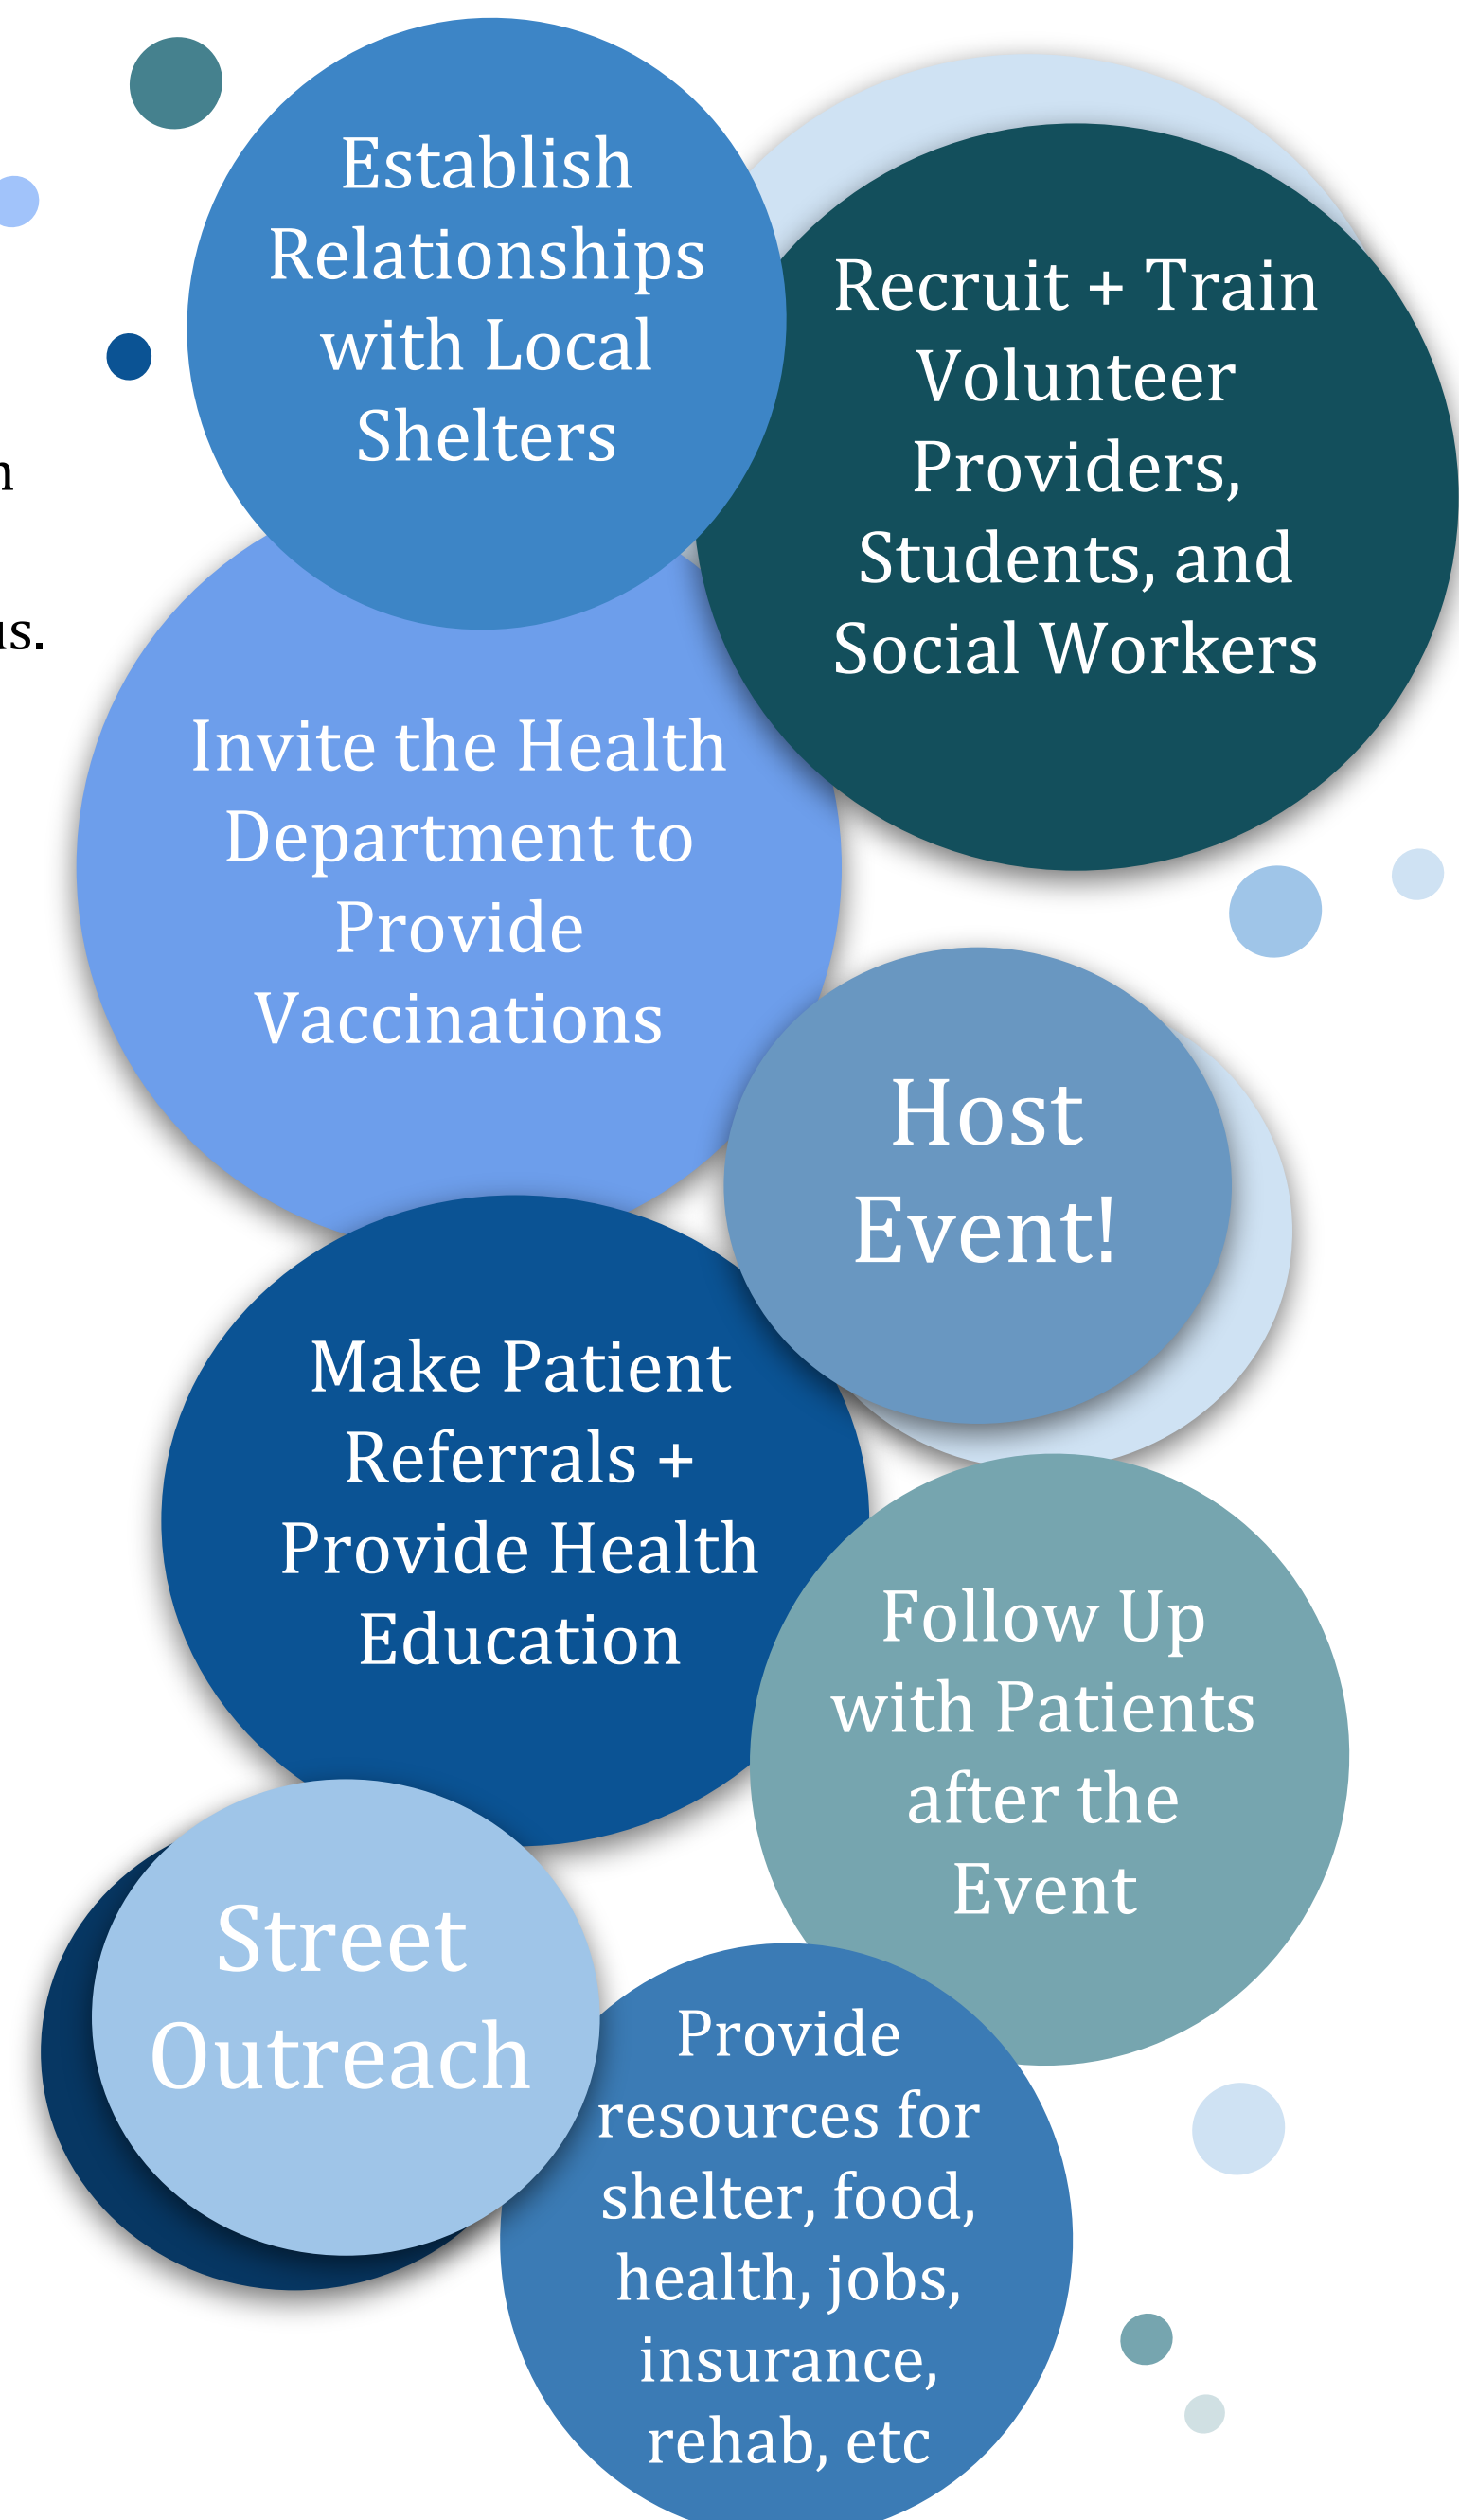 Establish
Relationships
with Local
Shelters
Recruit + Train
Volunteer
Providers,
Students, and
Social Workers
Invite the Health
Department to
Provide
Vaccinations
Host
Event!
Make Patient
Referrals +
Provide Health
Education
Follow Up
with Patients
after the
Event
Street
Outreach
Provide
resources for
shelter, food,
health, jobs,
insurance,
rehab, etc